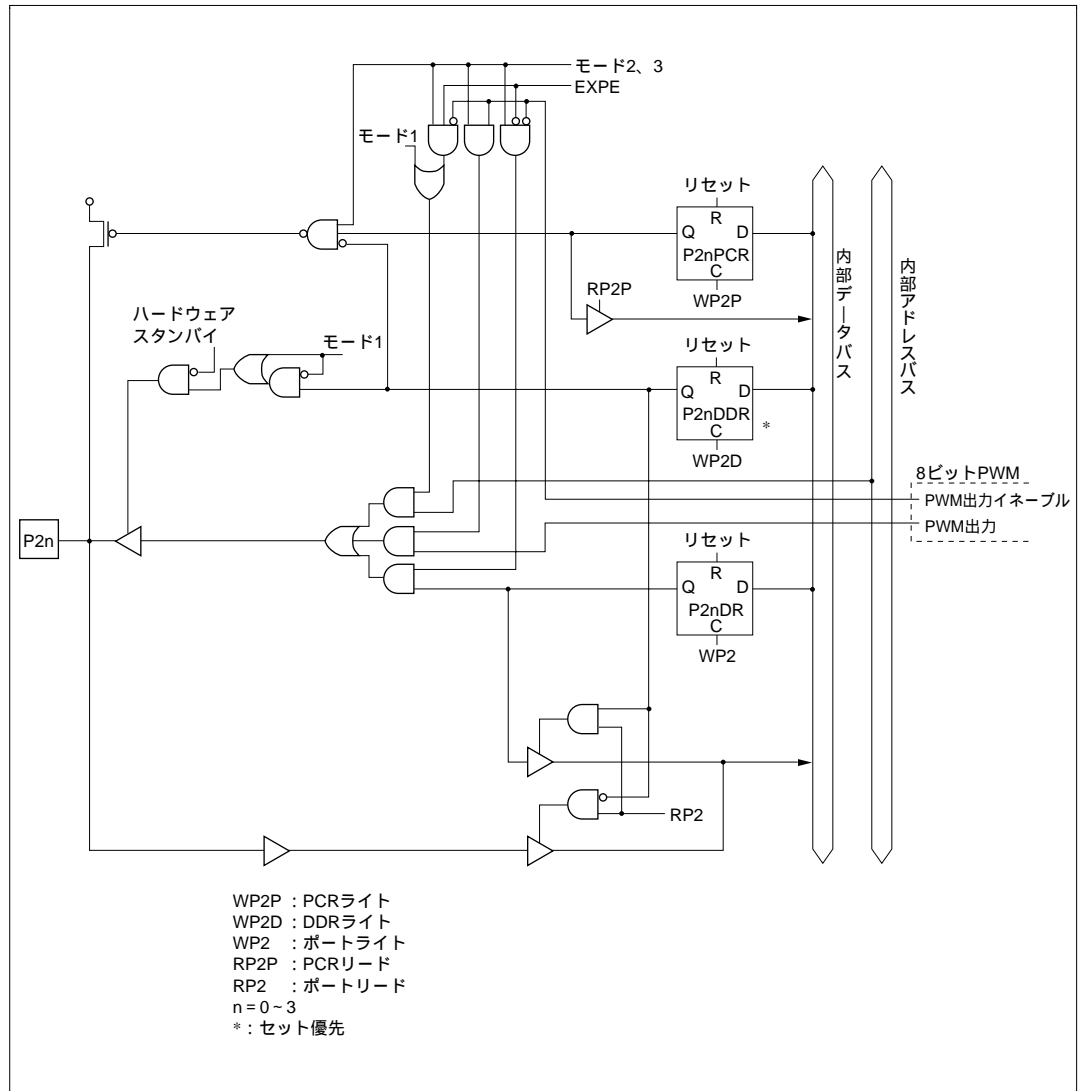 モード2、3
EXPE
モード1
リセット
R
Q
D
P2nPCR
C
WP2P
RP2P
内部データバス
内部アドレスバス
ハードウェア
スタンバイ
モード1
リセット
R
Q
D
P2nDDR
C
*
WP2D
8ビットPWM
PWM出力イネーブル
PWM出力
P2n
リセット
R
Q
D
P2nDR
C
WP2
RP2
WP2P : PCRライト
WP2D : DDRライト
WP2 : ポートライト
RP2P : PCRリード
RP2 : ポートリード
n = 0 ~ 3
* : セット優先